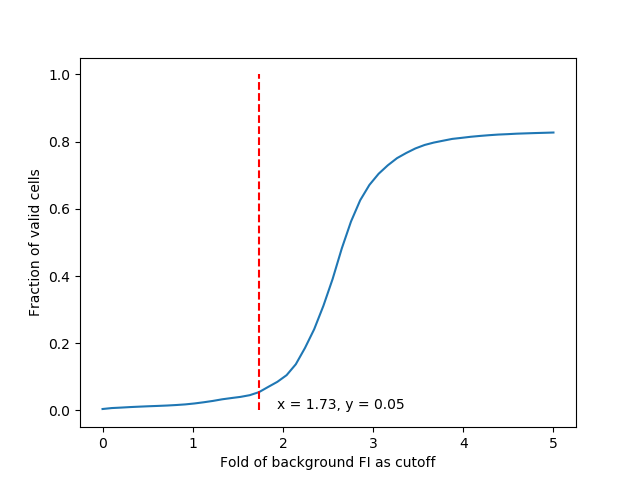 1.0
0.8
0.6
0.4
0.2
0.0
Fraction of valid cells
x = 1.73, y = 0.05
0 1 2 3 4 5
Fold of background FI as cutoff